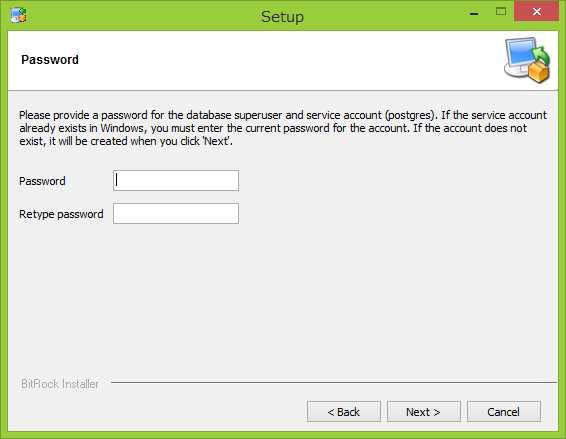 Setup
Password
Please provide a password for the database superuser and service account (postgres). If the service account
already exists in Windows, you must enter the current password for the account. If the account does not
exist, it will be created when you click 'Next'.
Password
Retype password
BitRock Installer
< Back
Next >
Cancel